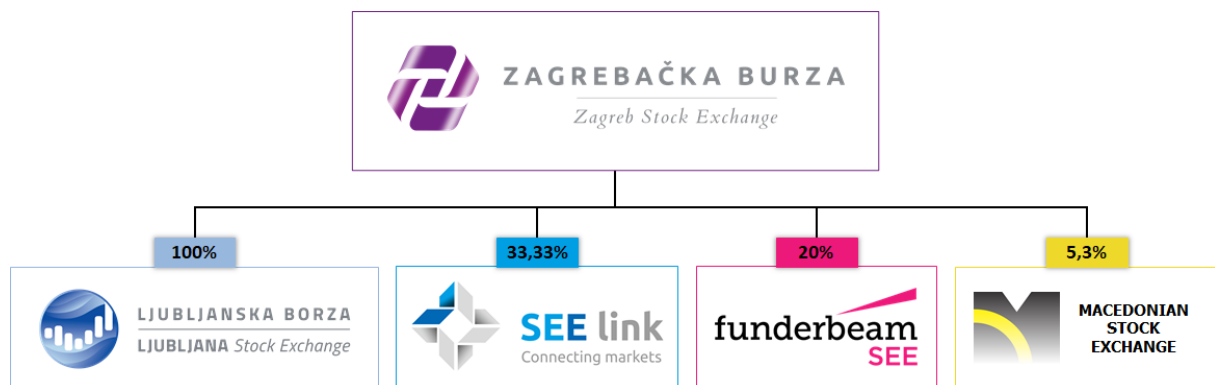 ZAGREBAČKA BURZA
Zagreb Stock Exchange
100%
33,33%
20%
5,3%
LJUBLJANSKA BORZA
LJUBLJANA Stock Exchange
SEE link
Connecting markets
funderbeam
SEE
MACEDONIAN
STOCK
EXCHANGE